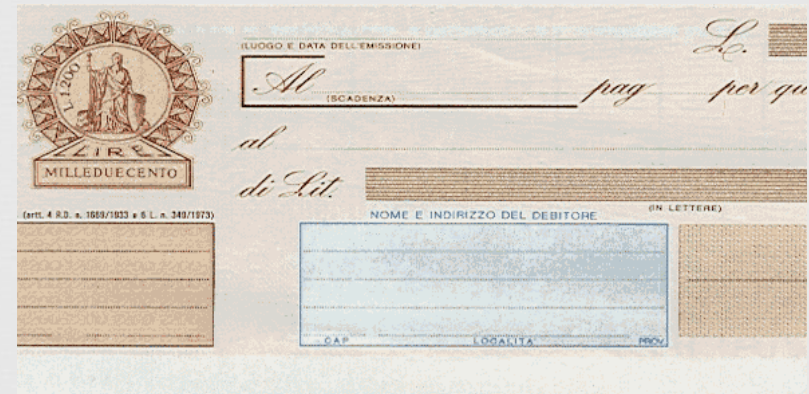 L.
(LUOGO E DATA DELL'EMISSIONE)
L. 1200
Al pag per qu
(SCADENZA)
al
LIRE
MILLEDUECENTO
di Lit.
(IN LETTERE)
(artt. 4 R.D. n. 1669/1933 e 6 L. n. 349/1973)
NOME E INDIRIZZO DEL DEBITORE
CAP LOCALITA' PROV.